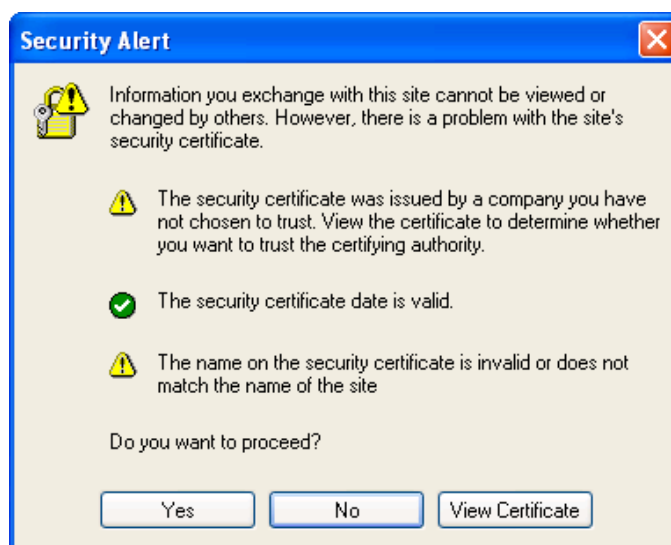 Security Alert
Information you exchange with this site cannot be viewed or
changed by others. However, there is a problem with the site's
security certificate.
The security certificate was issued by a company you have
not chosen to trust. View the certificate to determine whether
you want to trust the certifying authority.
The security certificate date is valid.
The name on the security certificate is invalid or does not
match the name of the site
Do you want to proceed?
Yes No View Certificate